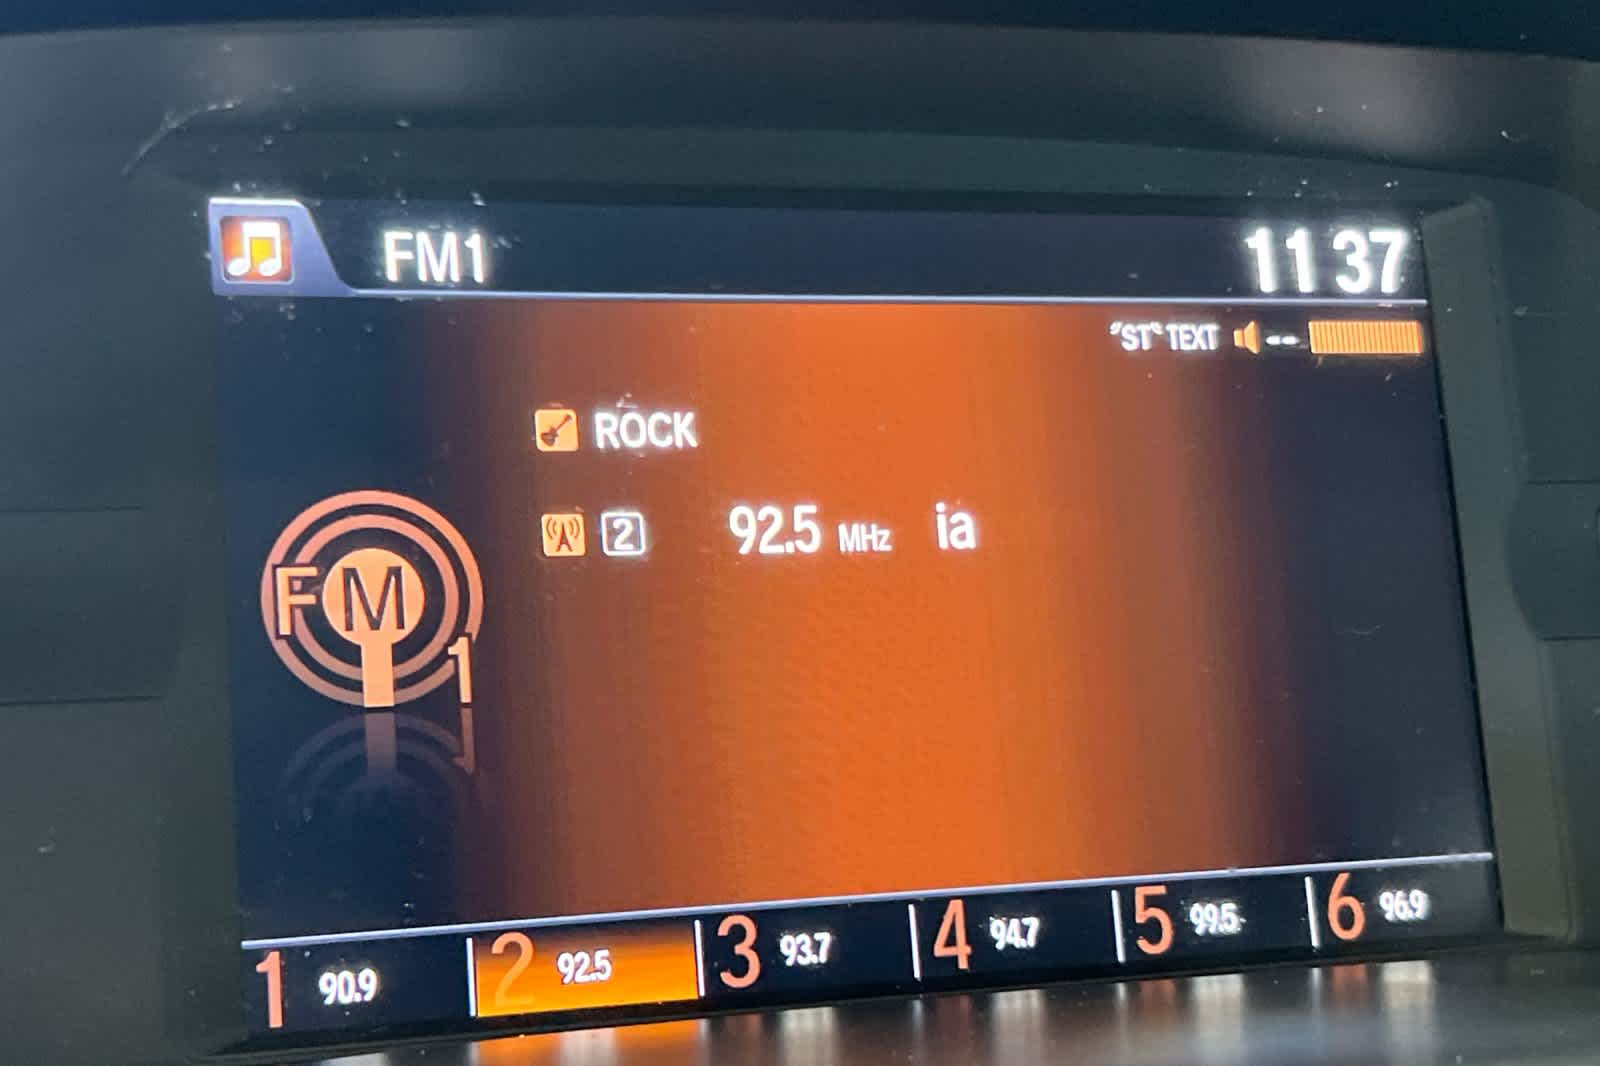 FM1 11 37
"ST" TEXT --
ROCK
2 92.5 MHz ia
FM 1
1 90.9 2 92.5 3 93.7 4 94.7 5 99.5 6 96.9